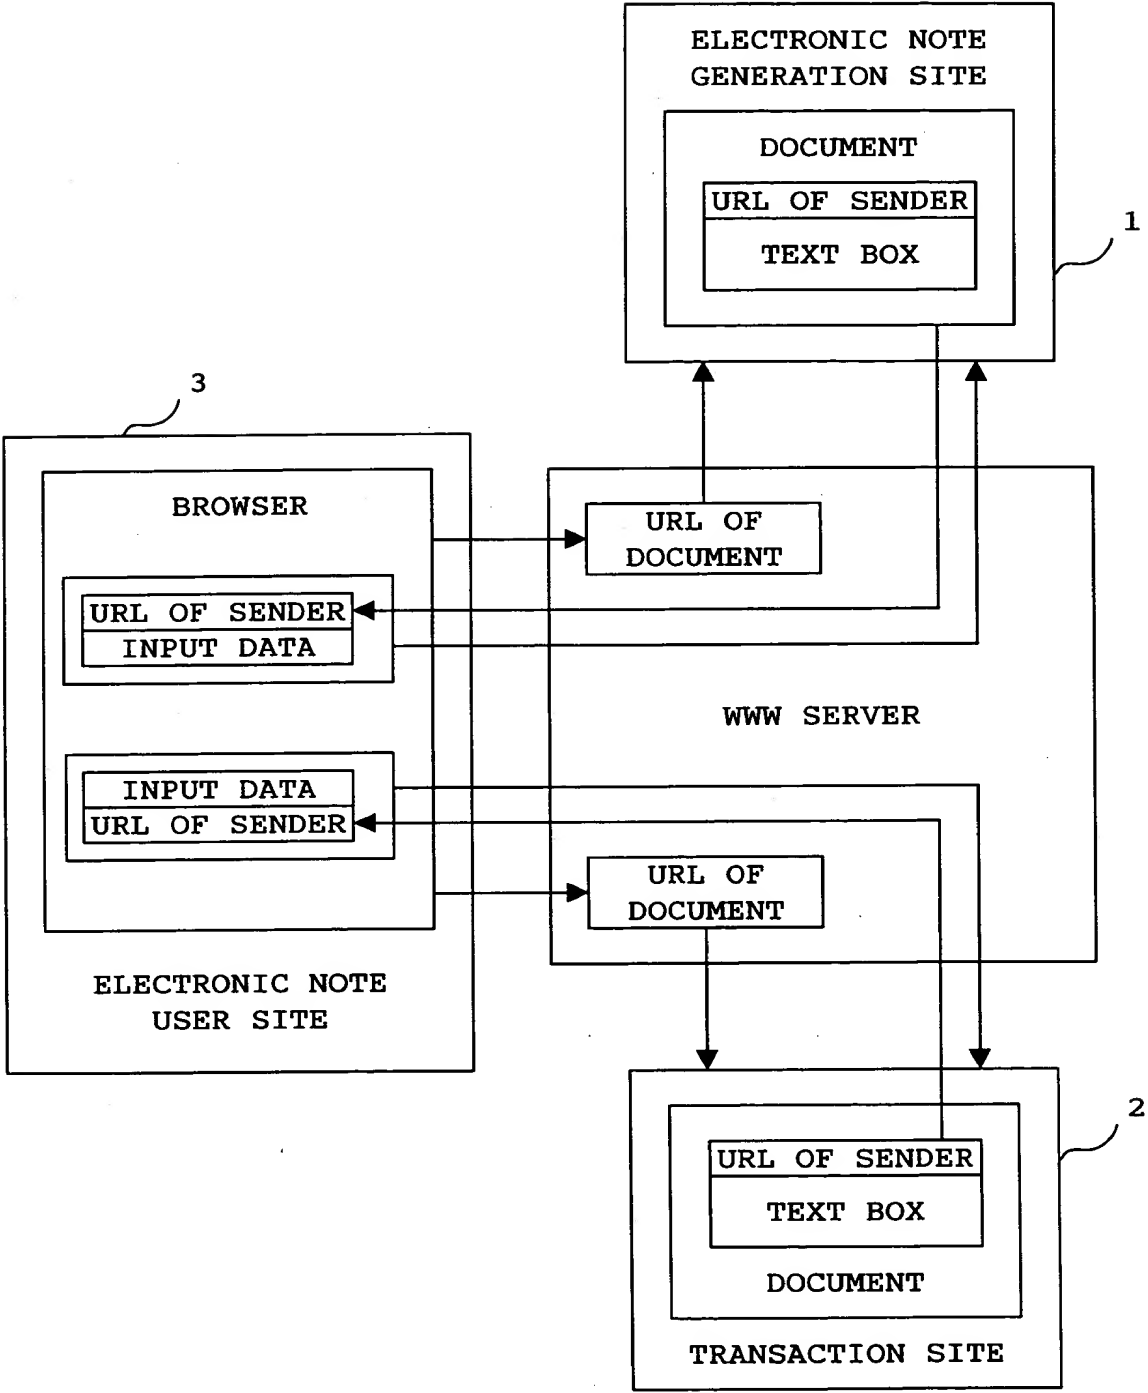 ELECTRONIC NOTE
GENERATION SITE
DOCUMENT
URL OF SENDER
TEXT BOX
1
3
BROWSER
URL OF SENDER
INPUT DATA
INPUT DATA
URL OF SENDER
ELECTRONIC NOTE
USER SITE
URL OF
DOCUMENT
WWW SERVER
URL OF
DOCUMENT
2
URL OF SENDER
TEXT BOX
DOCUMENT
TRANSACTION SITE